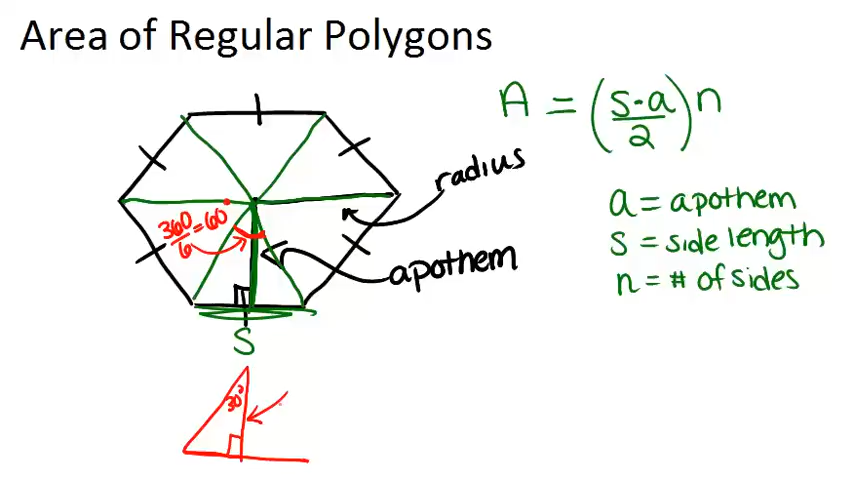 Area of Regular Polygons
A = (s·a/2)n
radius
360/6 = 60
a = apothem
s = side length
apothem
n = # of sides
S
30°